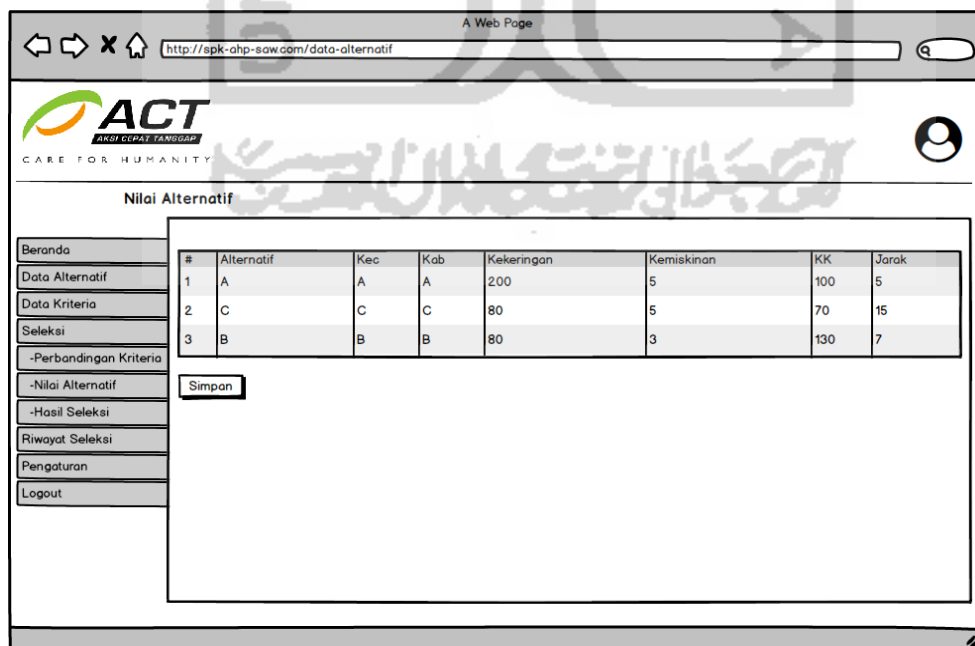 A Web Page
http://spk-ahp-saw.com/data-alternatif
ACT
AKSI CEPAT TANGGAP
CARE FOR HUMANITY
Nilai Alternatif
Beranda
Data Alternatif
Data Kriteria
Seleksi
-Perbandingan Kriteria
-Nilai Alternatif
-Hasil Seleksi
Riwayat Seleksi
Pengaturan
Logout
# Alternatif Kec Kab Kekeringan Kemiskinan KK Jarak
1 A A A 200 5 100 5
2 C C C 80 5 70 15
3 B B B 80 3 130 7
Simpan